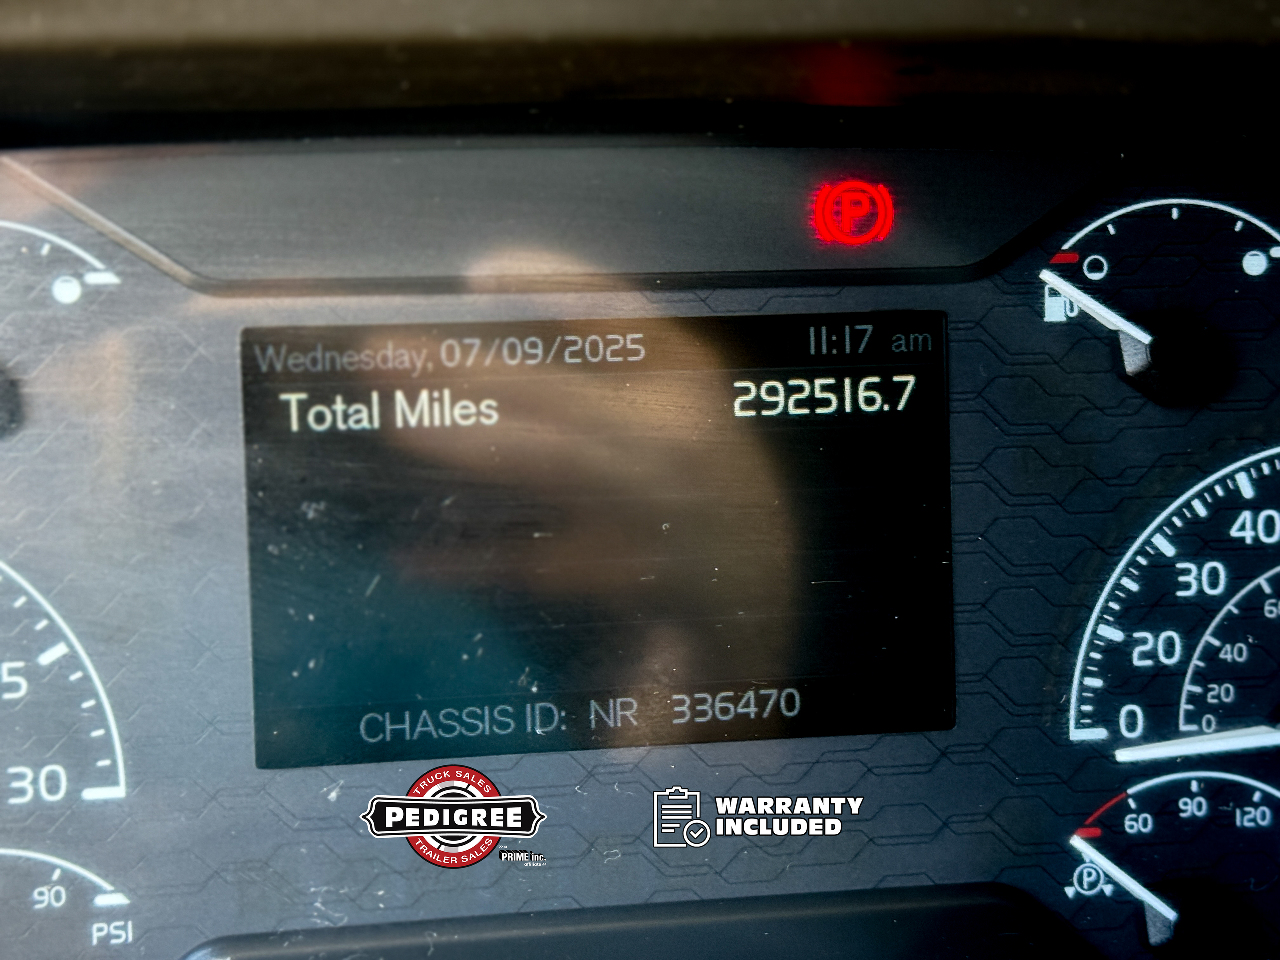 P
Wednesday, 07/09/2025 11:17 am
Total Miles 292516.7
CHASSIS ID: NR 336470
5
30
90
PSI
40
30
20
0
60
40
20
0
60 90 120
P
TRUCK SALES
PEDIGREE
TRAILER SALES
PRIME inc.
WARRANTY
INCLUDED